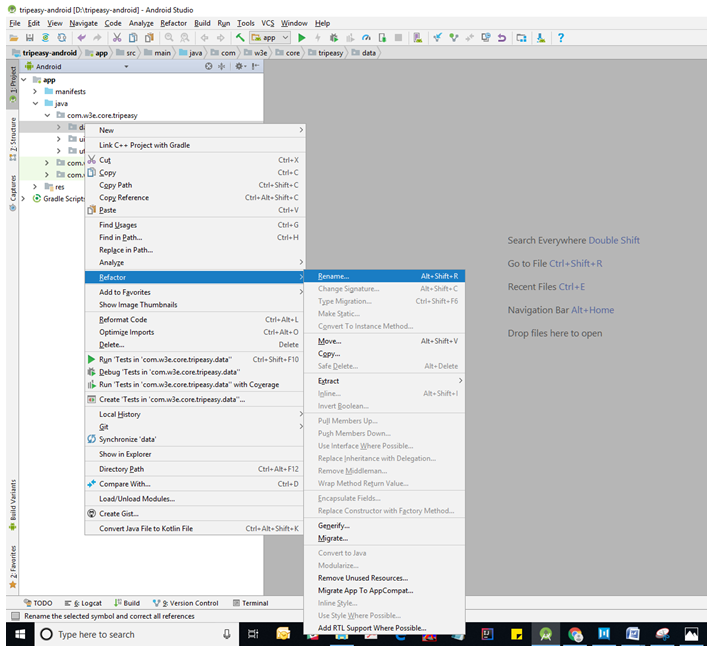 tripeasy-android [D:\tripeasy-android] - Android Studio
File Edit View Navigate Code Analyze Refactor Build Run Tools VCS Window Help
app
tripeasy-android app src main java com w3e core tripeasy data
1: Project
Android
app
manifests
java
com.w3e.core.tripeasy
da
ui
ut
com.
com.
res
Gradle Scripts
7: Structure
Captures
Build Variants
2: Favorites
New
Link C++ Project with Gradle
Cut Ctrl+X
Copy Ctrl+C
Copy Path Ctrl+Shift+C
Copy Reference Ctrl+Alt+Shift+C
Paste Ctrl+V
Find Usages Ctrl+G
Find in Path... Ctrl+H
Replace in Path...
Analyze
Refactor
Add to Favorites
Show Image Thumbnails
Reformat Code Ctrl+Alt+L
Optimize Imports Ctrl+Alt+O
Delete... Delete
Run 'Tests in 'com.w3e.core.tripeasy.data'' Ctrl+Shift+F10
Debug 'Tests in 'com.w3e.core.tripeasy.data''
Run 'Tests in 'com.w3e.core.tripeasy.data'' with Coverage
Create 'Tests in 'com.w3e.core.tripeasy.data''...
Local History
Git
Synchronize 'data'
Show in Explorer
Directory Path Ctrl+Alt+F12
Compare With... Ctrl+D
Load/Unload Modules...
Create Gist...
Convert Java File to Kotlin File Ctrl+Alt+Shift+K
Rename... Alt+Shift+R
Change Signature... Alt+Shift+C
Type Migration... Ctrl+Shift+F6
Make Static...
Convert To Instance Method...
Move... Alt+Shift+V
Copy...
Safe Delete... Alt+Delete
Extract
Inline... Alt+Shift+I
Invert Boolean...
Pull Members Up...
Push Members Down...
Use Interface Where Possible...
Replace Inheritance with Delegation...
Remove Middleman...
Wrap Method Return Value...
Encapsulate Fields...
Replace Constructor with Factory Method...
Generify...
Migrate...
Convert to Java
Modularize...
Remove Unused Resources...
Migrate App To AppCompat...
Inline Style...
Use Style Where Possible...
Add RTL Support Where Possible...
Search Everywhere Double Shift
Go to File Ctrl+Shift+R
Recent Files Ctrl+E
Navigation Bar Alt+Home
Drop files here to open
TODO 6: Logcat Build 9: Version Control Terminal
Rename the selected symbol and correct all references
Type here to search